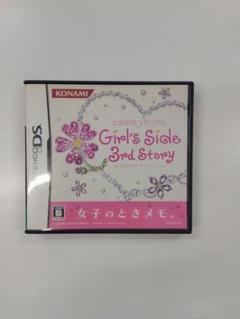 KONAMI
ときめきメモリアル
Girl's Side
3rd Story
NINTENDO DS
B
女子のときメモ。